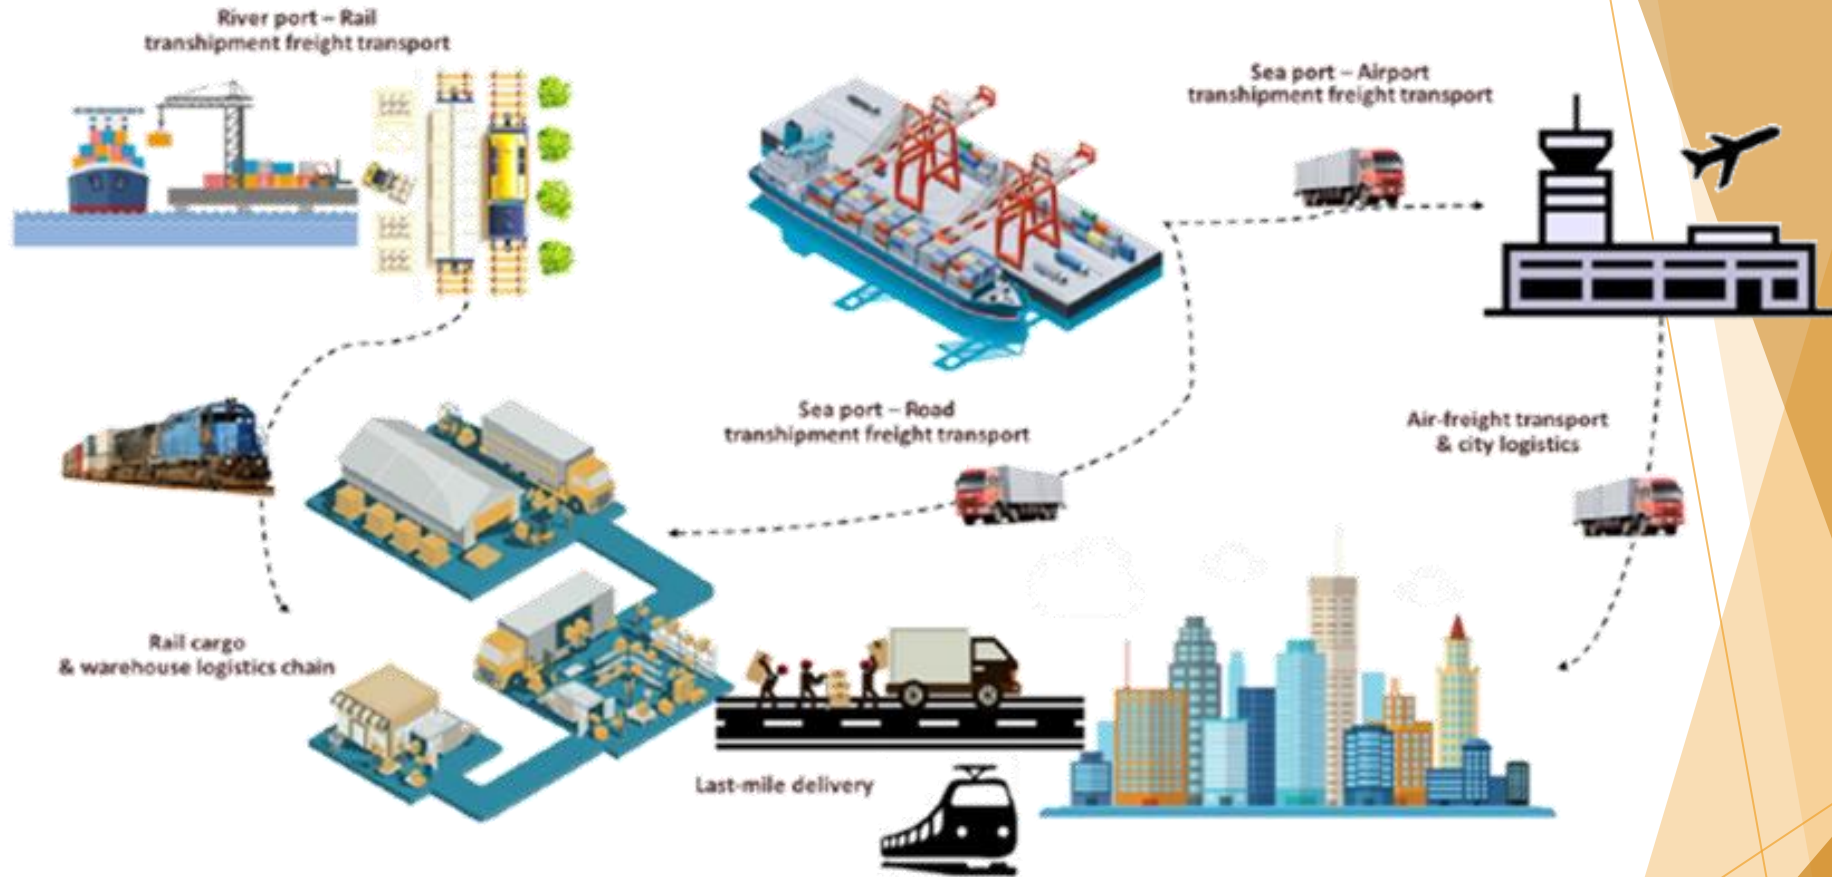 River port – Rail
transhipment freight transport
Sea port – Airport
transhipment freight transport
Sea port – Road
transhipment freight transport
Air-freight transport
& city logistics
Rail cargo
& warehouse logistics chain
Last-mile delivery